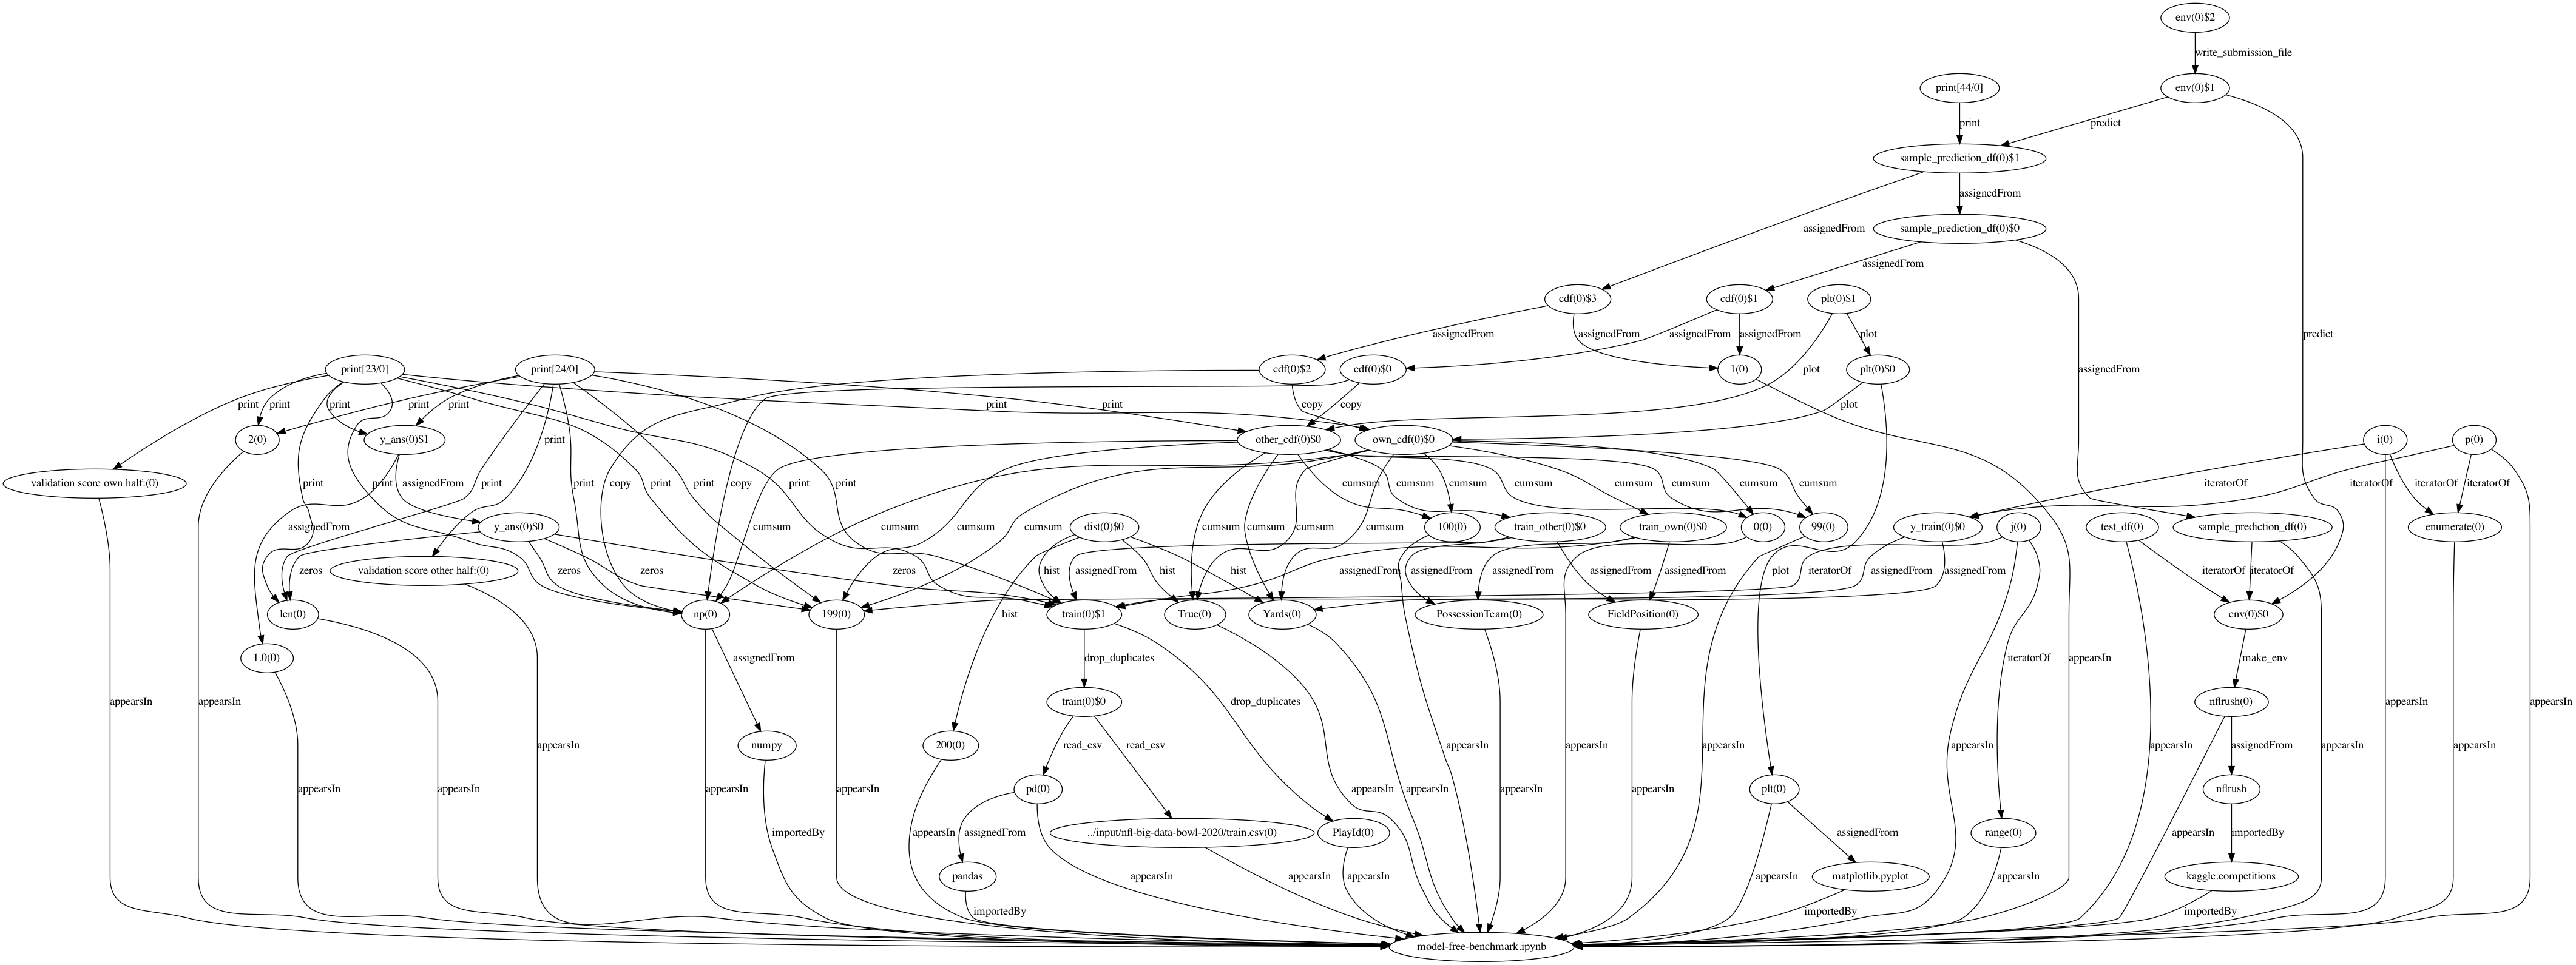 env(0)$2
write_submission_file
print[44/0]
env(0)$1
print
predict
sample_prediction_df(0)$1
assignedFrom
assignedFrom
sample_prediction_df(0)$0
assignedFrom
cdf(0)$3
cdf(0)$1
plt(0)$1
assignedFrom
assignedFrom
assignedFrom
assignedFrom
plot
predict
print[23/0]
print[24/0]
cdf(0)$2
cdf(0)$0
1(0)
plt(0)$0
plot
assignedFrom
print
print
print
print
print
print
print
copy
copy
plot
2(0)
y_ans(0)$1
print
other_cdf(0)$0
own_cdf(0)$0
i(0)
p(0)
validation score own half:(0)
print
print
assignedFrom
print
print
copy
print
print
copy
print
print
cumsum
cumsum
cumsum
cumsum
cumsum
cumsum
cumsum
iteratorOf
iteratorOf
iteratorOf
iteratorOf
assignedFrom
y_ans(0)$0
cumsum
cumsum
cumsum
dist(0)$0
cumsum
cumsum
cumsum
cumsum
100(0)
train_other(0)$0
train_own(0)$0
0(0)
99(0)
y_train(0)$0
j(0)
test_df(0)
sample_prediction_df(0)
enumerate(0)
validation score other half:(0)
zeros
zeros
zeros
zeros
hist
assignedFrom
hist
hist
assignedFrom
assignedFrom
assignedFrom
assignedFrom
assignedFrom
plot
iteratorOf
assignedFrom
assignedFrom
iteratorOf
iteratorOf
len(0)
np(0)
199(0)
train(0)$1
hist
True(0)
Yards(0)
PossessionTeam(0)
FieldPosition(0)
env(0)$0
1.0(0)
assignedFrom
drop_duplicates
iteratorOf
appearsIn
make_env
appearsIn
appearsIn
appearsIn
train(0)$0
drop_duplicates
nflrush(0)
appearsIn
appearsIn
appearsIn
numpy
200(0)
read_csv
read_csv
appearsIn
appearsIn
appearsIn
appearsIn
appearsIn
appearsIn
assignedFrom
appearsIn
appearsIn
appearsIn
appearsIn
appearsIn
pd(0)
appearsIn
appearsIn
appearsIn
appearsIn
plt(0)
nflrush
importedBy
appearsIn
assignedFrom
../input/nfl-big-data-bowl-2020/train.csv(0)
PlayId(0)
assignedFrom
range(0)
appearsIn
importedBy
pandas
appearsIn
appearsIn
appearsIn
appearsIn
matplotlib.pyplot
appearsIn
kaggle.competitions
importedBy
importedBy
importedBy
model-free-benchmark.ipynb